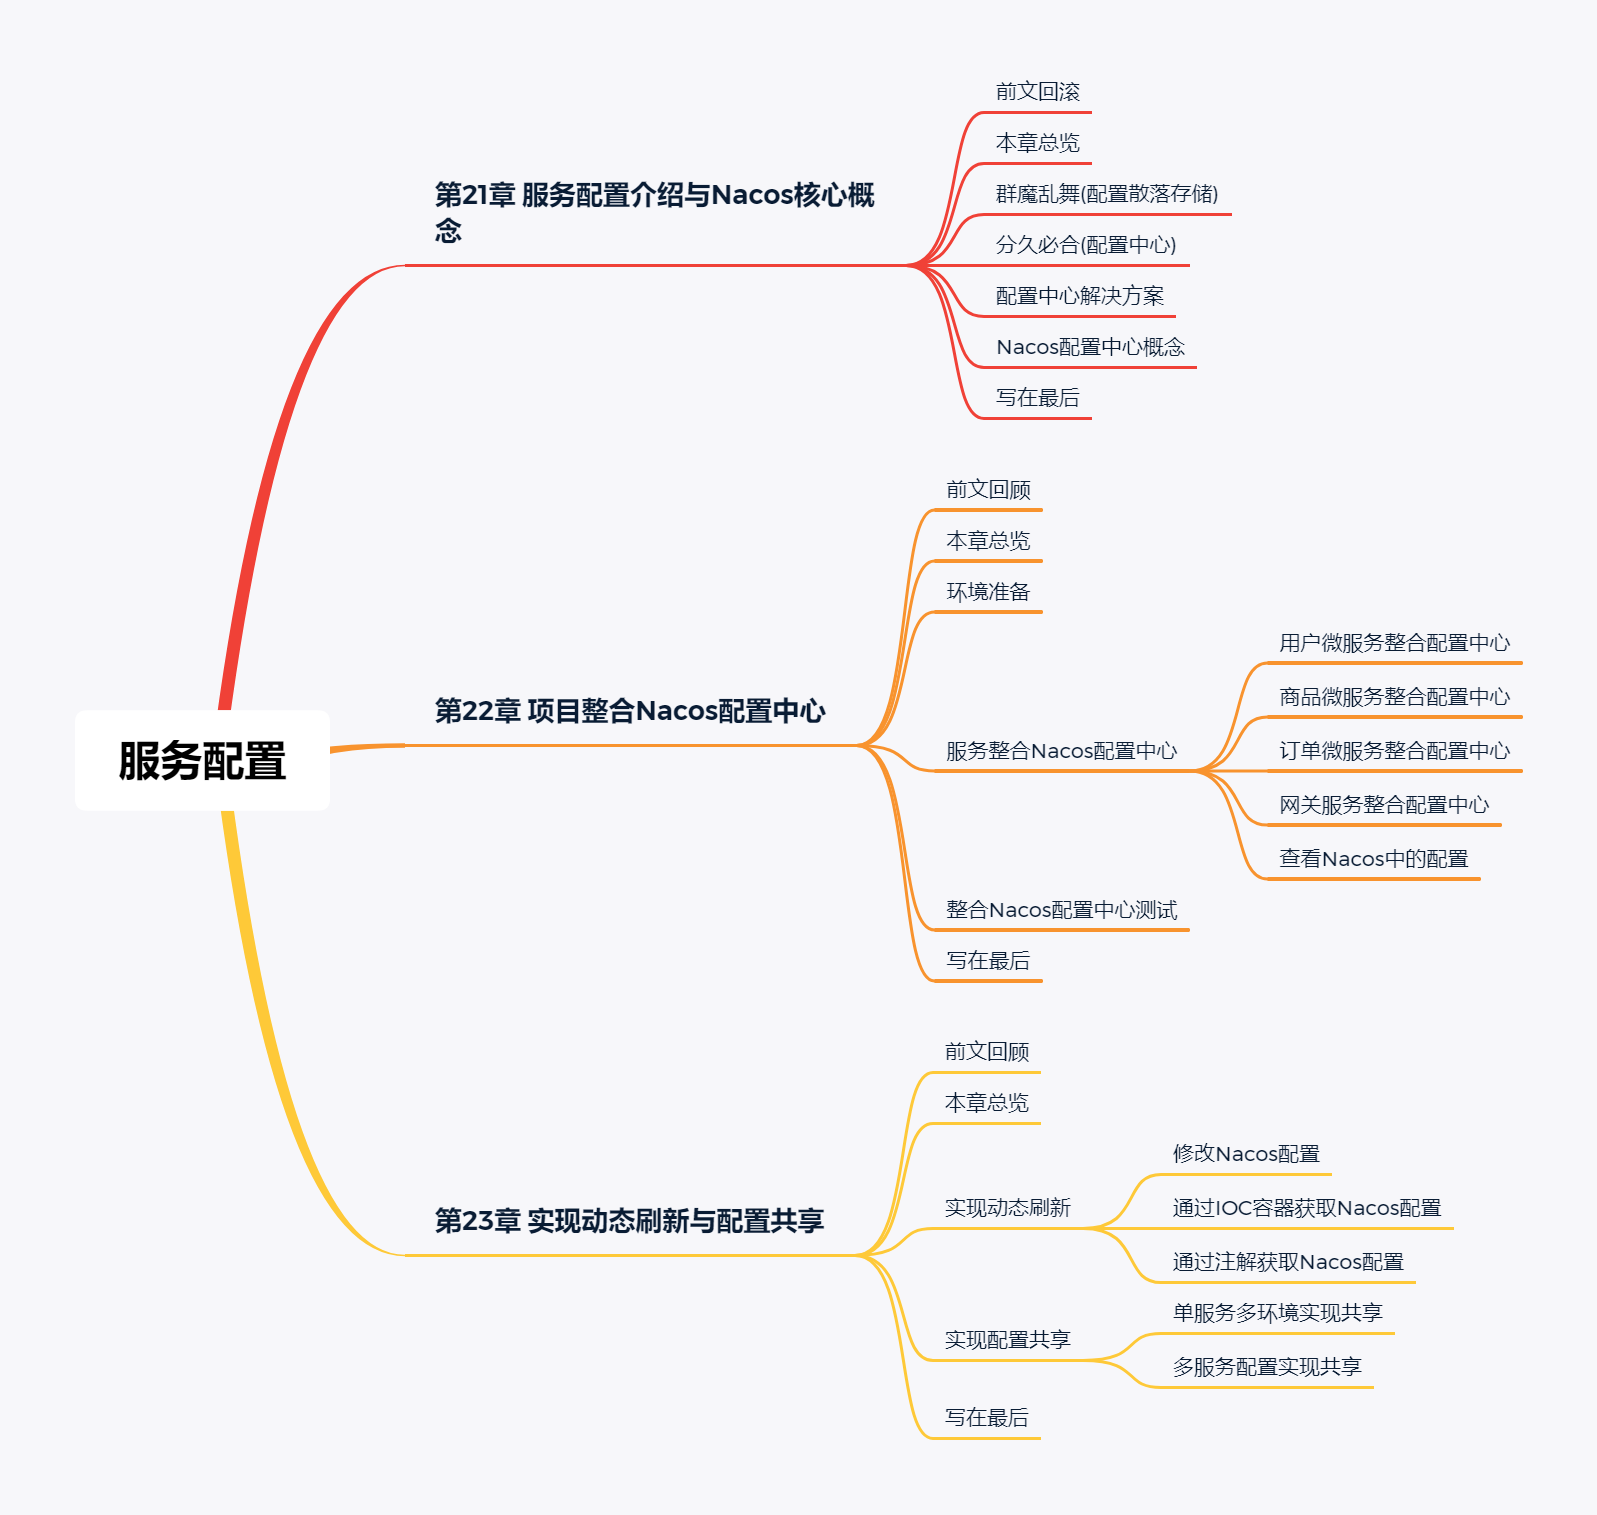 服务配置
第21章 服务配置介绍与Nacos核心概
念
前文回滚
本章总览
群魔乱舞(配置散落存储)
分久必合(配置中心)
配置中心解决方案
Nacos配置中心概念
写在最后
第22章 项目整合Nacos配置中心
前文回顾
本章总览
环境准备
服务整合Nacos配置中心
用户微服务整合配置中心
商品微服务整合配置中心
订单微服务整合配置中心
网关服务整合配置中心
查看Nacos中的配置
整合Nacos配置中心测试
写在最后
第23章 实现动态刷新与配置共享
前文回顾
本章总览
实现动态刷新
修改Nacos配置
通过IOC容器获取Nacos配置
通过注解获取Nacos配置
实现配置共享
单服务多环境实现共享
多服务配置实现共享
写在最后